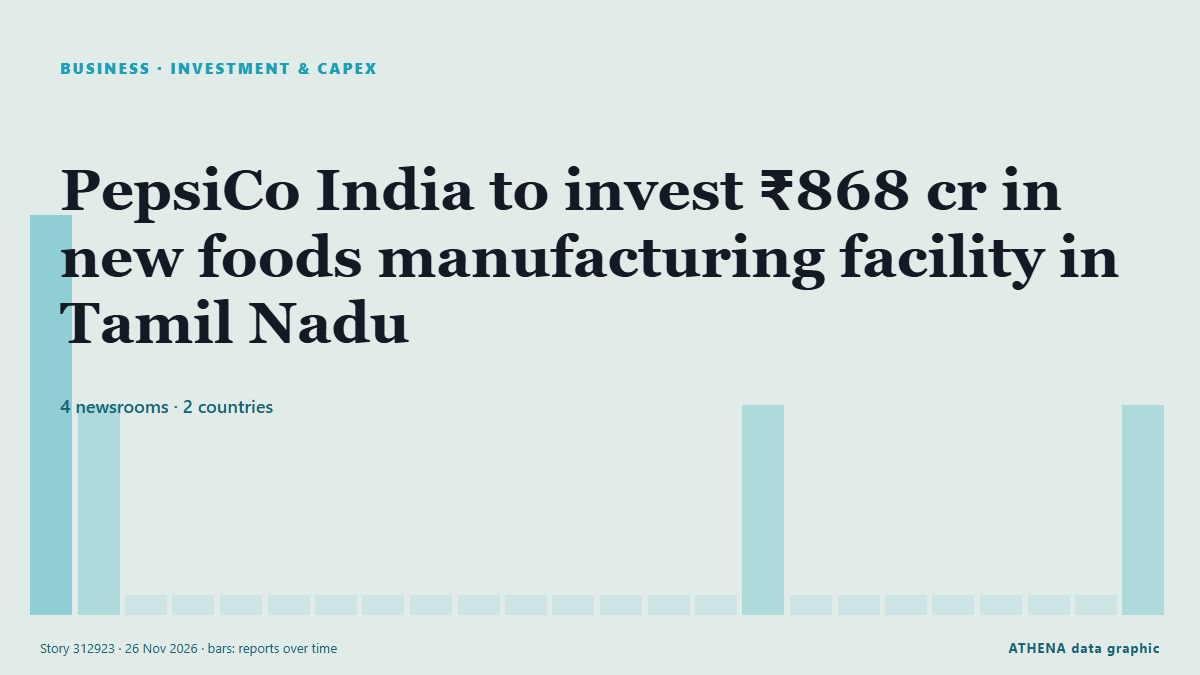 BUSINESS · INVESTMENT & CAPEX
PepsiCo India to invest ₹868 cr in
new foods manufacturing facility in
Tamil Nadu
4 newsrooms · 2 countries
Story 312923 · 26 Nov 2026 · bars: reports over time
ATHENA data graphic